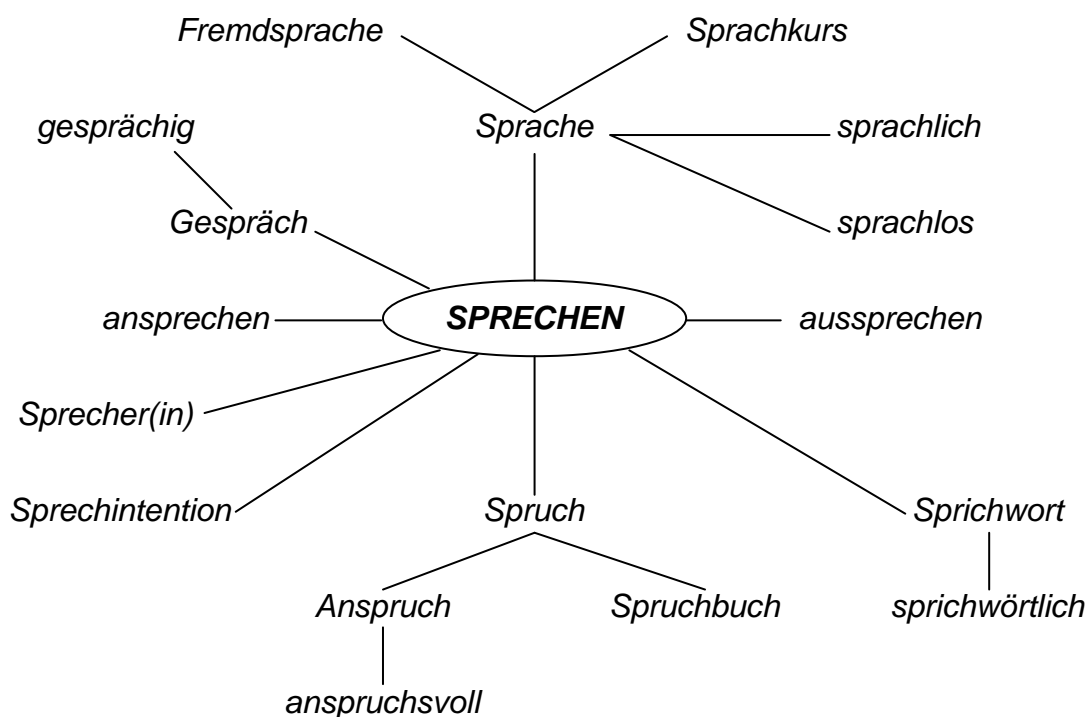 Fremdsprache
Sprachkurs
gesprächig
Sprache
sprachlich
Gespräch
sprachlos
ansprechen
SPRECHEN
aussprechen
Sprecher(in)
Sprechintention
Spruch
Sprichwort
Anspruch
Spruchbuch
sprichwörtlich
anspruchsvoll